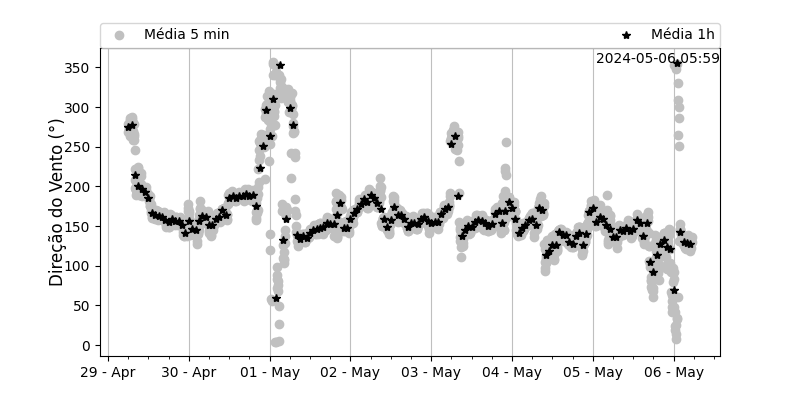 Média 5 min
Média 1h
2024-05-06 05:59
Direção do Vento (°)
350
300
250
200
150
100
50
0
29 - Apr
30 - Apr
01 - May
02 - May
03 - May
04 - May
05 - May
06 - May